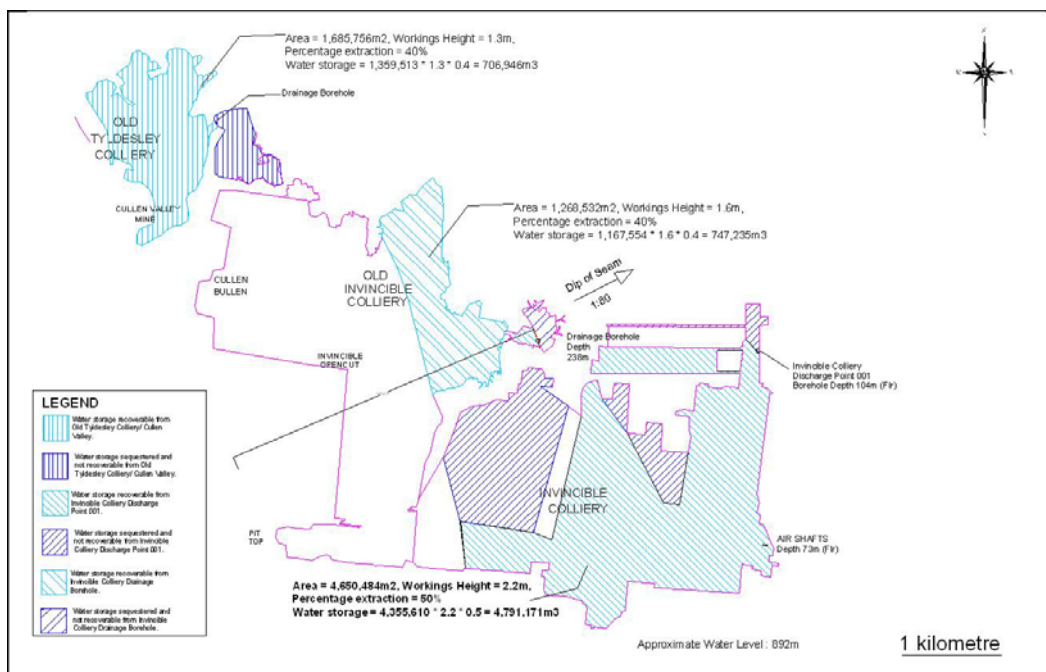 Area = 1,685,756m2, Workings Height = 1.3m,
Percentage extraction = 40%
Water storage = 1,359,513 * 1.3 * 0.4 = 706,946m3
Drainage Borehole
OLD
TYLDESLEY
COLLERY
CULLEN VALLEY
MINE
Area = 1,268,532m2, Workings Height = 1.6m,
Percentage extraction = 40%
Water storage = 1,167,554 * 1.6 * 0.4 = 747,235m3
CULLEN
BULLEN
OLD
INVINCIBLE
COLLIERY
Dip of Seam
1:80
Drainage Borehole
Depth
238m
INVINCIBLE
OPENCUT
Invincible Colliery
Discharge Point 001
Borehole Depth 104m (Flr)
LEGEND
Water storage recoverable from
Old Tyldesley Colliery/ Cullen
Valley.
Water storage sequestered and
not recoverable from Old
Tyldesley Colliery/ Cullen Valley.
Water storage recoverable from
Invincible Colliery Discharge
Point 001.
Water storage sequestered and
not recoverable from Invincible
Colliery Discharge Point 001.
Water storage recoverable from
Invincible Colliery Drainage
Borehole.
Water storage sequestered and
not recoverable from Invincible
Colliery Drainage Borehole.
INVINCIBLE
COLLIERY
PIT
TOP
AIR SHAFTS
Depth 73m (Flr)
Area = 4,650,484m2, Workings Height = 2.2m,
Percentage extraction = 50%
Water storage = 4,355,610 * 2.2 * 0.5 = 4,791,171m3
Approximate Water Level : 892m
1 kilometre